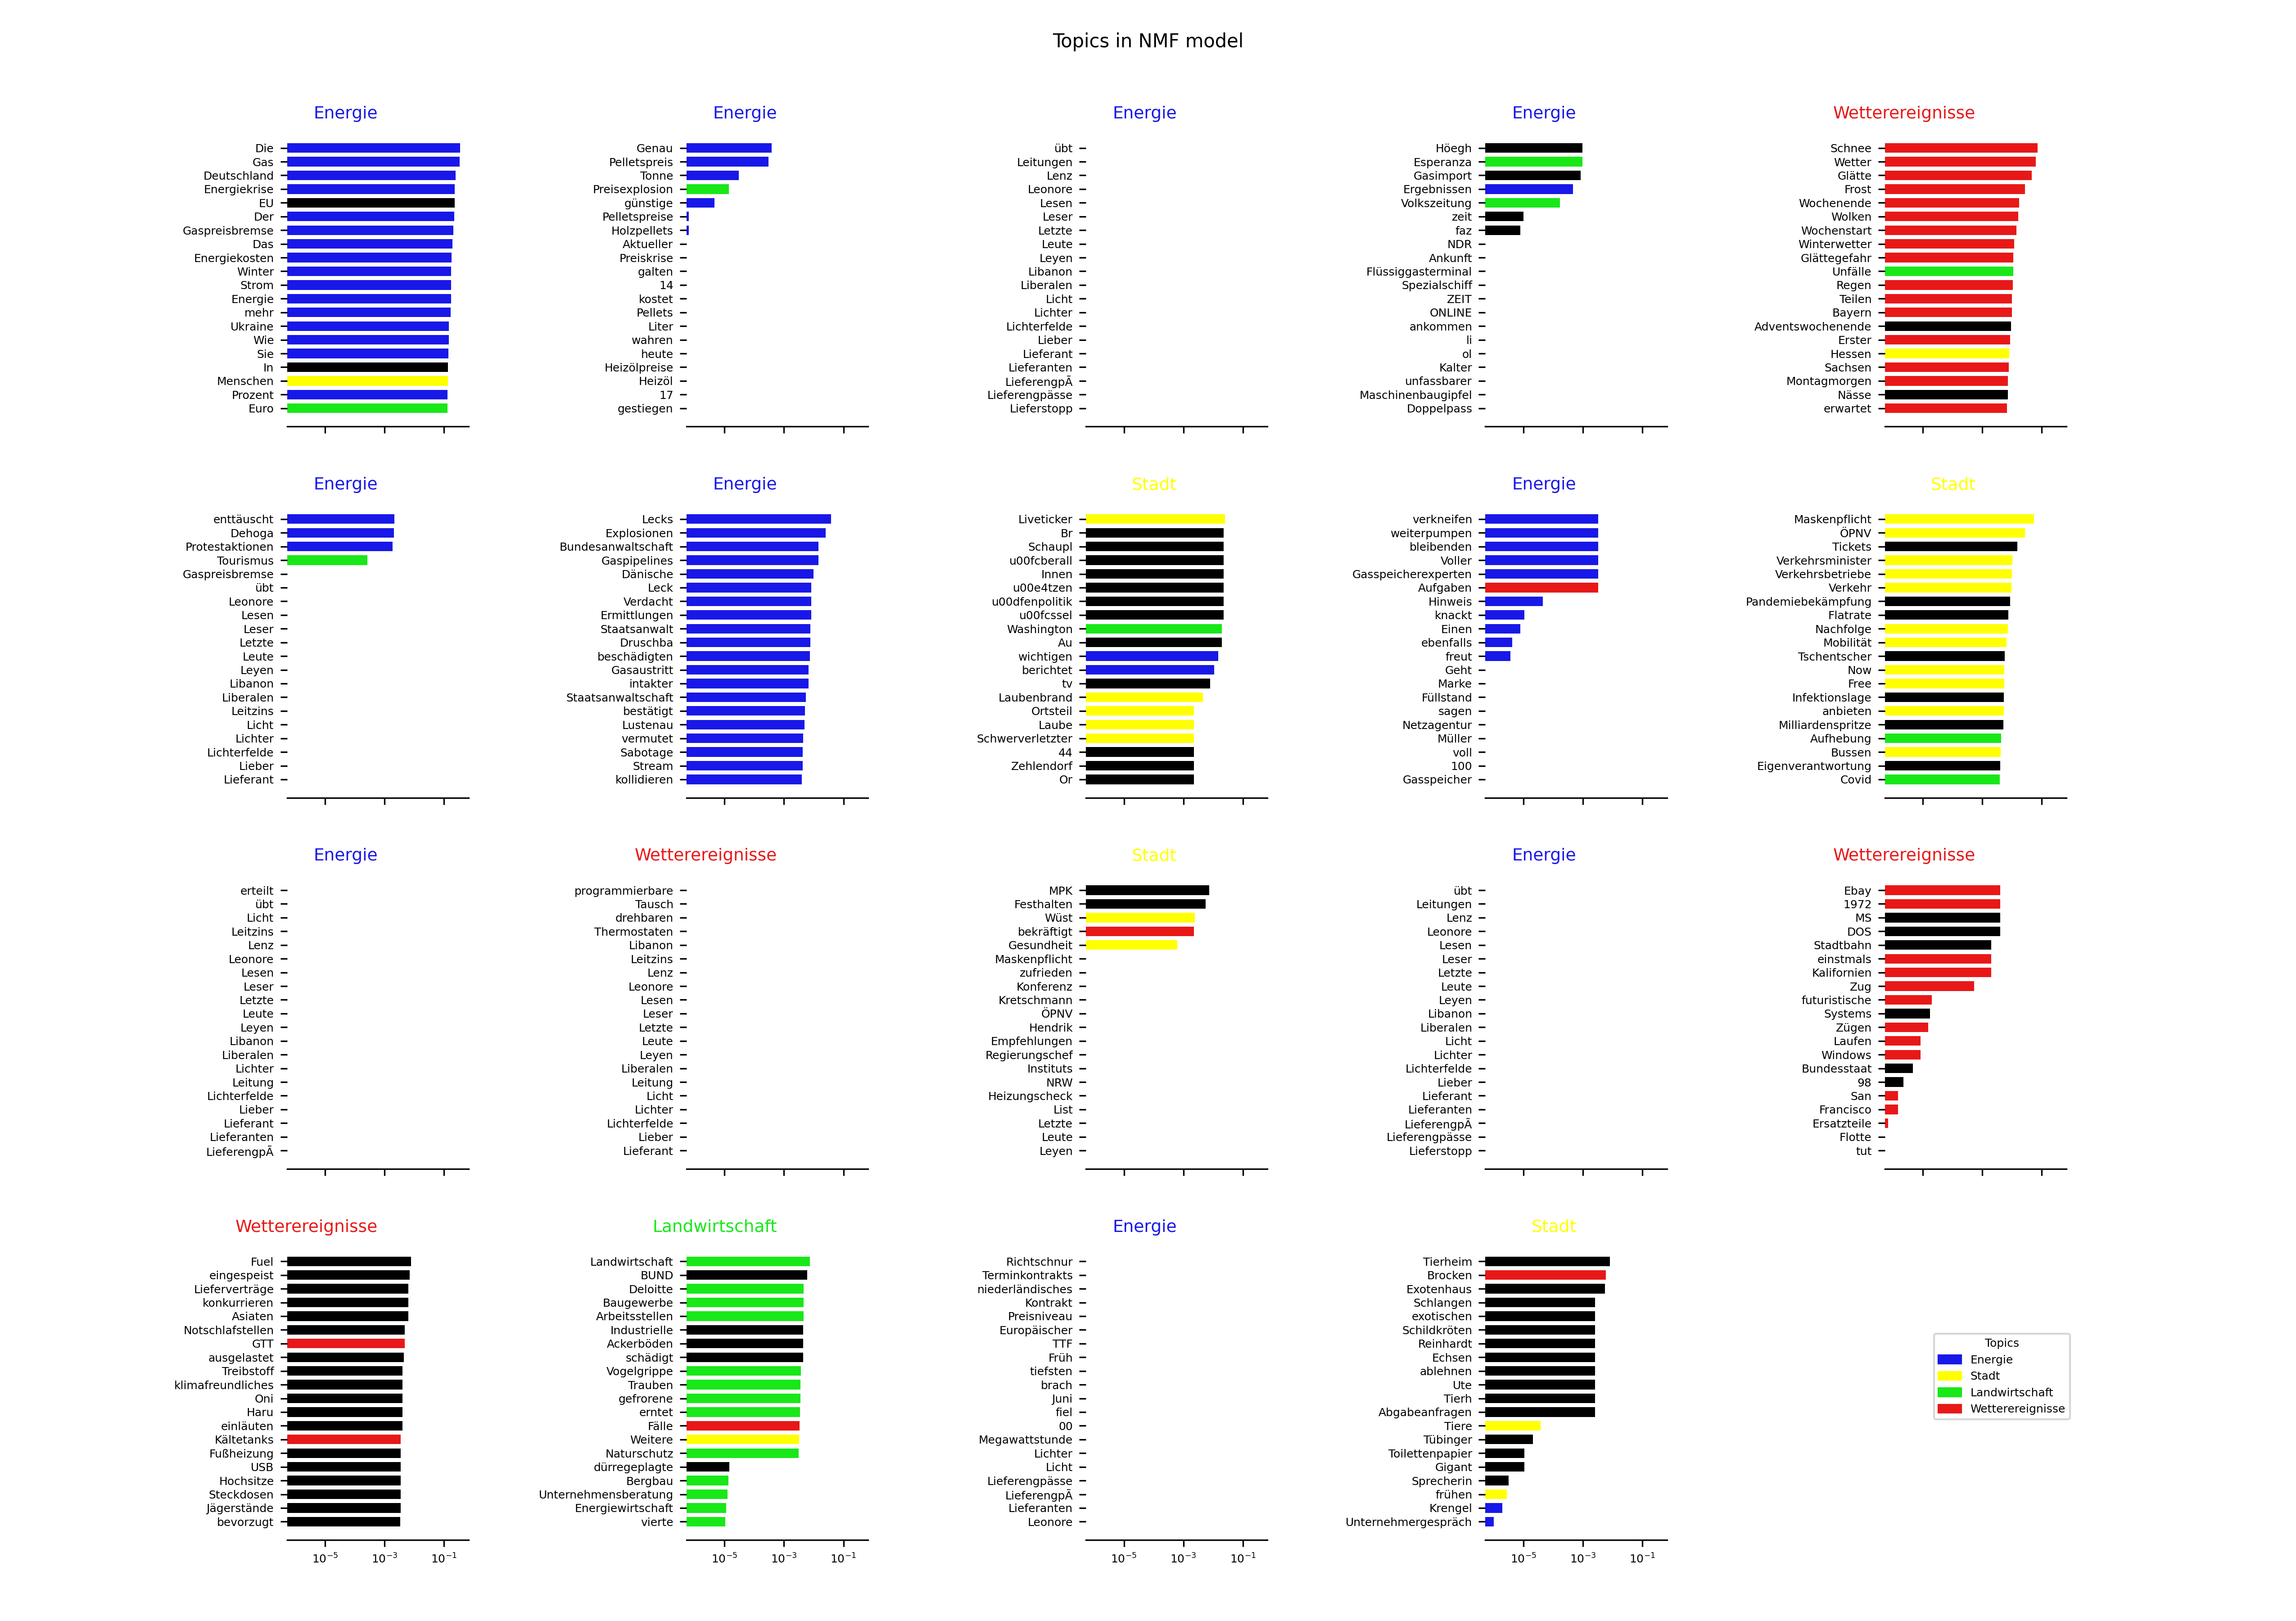 Topics in NMF model
Energie
Die
Gas
Deutschland
Energiekrise
EU
Der
Gaspreisbremse
Das
Energiekosten
Winter
Strom
Energie
mehr
Ukraine
Wie
Sie
In
Menschen
Prozent
Euro
Energie
Genau
Pelletspreis
Tonne
Preisexplosion
günstige
Pelletspreise
Holzpellets
Aktueller
Preiskrise
galten
14
kostet
Pellets
Liter
wahren
heute
Heizölpreise
Heizöl
17
gestiegen
Energie
übt
Leitungen
Lenz
Leonore
Lesen
Leser
Letzte
Leute
Leyen
Libanon
Liberalen
Licht
Lichter
Lichterfelde
Lieber
Lieferant
Lieferanten
LieferengpÃ
Lieferengpässe
Lieferstopp
Energie
Höegh
Esperanza
Gasimport
Ergebnissen
Volkszeitung
zeit
faz
NDR
Ankunft
Flüssiggasterminal
Spezialschiff
ZEIT
ONLINE
ankommen
li
ol
Kalter
unfassbarer
Maschinenbaugipfel
Doppelpass
Wetterereignisse
Schnee
Wetter
Glätte
Frost
Wochenende
Wolken
Wochenstart
Winterwetter
Glättegefahr
Unfälle
Regen
Teilen
Bayern
Adventswochenende
Erster
Hessen
Sachsen
Montagmorgen
Nässe
erwartet
Energie
enttäuscht
Dehoga
Protestaktionen
Tourismus
Gaspreisbremse
übt
Leonore
Lesen
Leser
Letzte
Leute
Leyen
Libanon
Liberalen
Leitzins
Licht
Lichter
Lichterfelde
Lieber
Lieferant
Energie
Lecks
Explosionen
Bundesanwaltschaft
Gaspipelines
Dänische
Leck
Verdacht
Ermittlungen
Staatsanwalt
Druschba
beschädigten
Gasaustritt
intakter
Staatsanwaltschaft
bestätigt
Lustenau
vermutet
Sabotage
Stream
kollidieren
Stadt
Liveticker
Br
Schaupl
u00fcberall
Innen
u00e4tzen
u00dfenpolitik
u00fcssel
Washington
Au
wichtigen
berichtet
tv
Laubenbrand
Ortsteil
Laube
Schwerverletzter
44
Zehlendorf
Or
Energie
verkneifen
weiterpumpen
bleibenden
Voller
Gasspeicherexperten
Aufgaben
Hinweis
knackt
Einen
ebenfalls
freut
Geht
Marke
Füllstand
sagen
Netzagentur
Müller
voll
100
Gasspeicher
Stadt
Maskenpflicht
ÖPNV
Tickets
Verkehrsminister
Verkehrsbetriebe
Verkehr
Pandemiebekämpfung
Flatrate
Nachfolge
Mobilität
Tschentscher
Now
Free
Infektionslage
anbieten
Milliardenspritze
Aufhebung
Bussen
Eigenverantwortung
Covid
Energie
erteilt
übt
Licht
Leitzins
Lenz
Leonore
Lesen
Leser
Letzte
Leute
Leyen
Libanon
Liberalen
Lichter
Leitung
Lichterfelde
Lieber
Lieferant
Lieferanten
LieferengpÃ
Wetterereignisse
programmierbare
Tausch
drehbaren
Thermostaten
Libanon
Leitzins
Lenz
Leonore
Lesen
Leser
Letzte
Leute
Leyen
Liberalen
Leitung
Licht
Lichter
Lichterfelde
Lieber
Lieferant
Stadt
MPK
Festhalten
Wüst
bekräftigt
Gesundheit
Maskenpflicht
zufrieden
Konferenz
Kretschmann
ÖPNV
Hendrik
Empfehlungen
Regierungschef
Instituts
NRW
Heizungscheck
List
Letzte
Leute
Leyen
Energie
übt
Leitungen
Lenz
Leonore
Lesen
Leser
Letzte
Leute
Leyen
Libanon
Liberalen
Licht
Lichter
Lichterfelde
Lieber
Lieferant
Lieferanten
LieferengpÃ
Lieferengpässe
Lieferstopp
Wetterereignisse
Ebay
1972
MS
DOS
Stadtbahn
einstmals
Kalifornien
Zug
futuristische
Systems
Zügen
Laufen
Windows
Bundesstaat
98
San
Francisco
Ersatzteile
Flotte
tut
Wetterereignisse
Fuel
eingespeist
Lieferverträge
konkurrieren
Asiaten
Notschlafstellen
GTT
ausgelastet
Treibstoff
klimafreundliches
Oni
Haru
einläuten
Kältetanks
Fußheizung
USB
Hochsitze
Steckdosen
Jägerstände
bevorzugt
10⁻⁵ 10⁻³ 10⁻¹
Landwirtschaft
Landwirtschaft
BUND
Deloitte
Baugewerbe
Arbeitsstellen
Industrielle
Ackerböden
schädigt
Vogelgrippe
Trauben
gefrorene
erntet
Fälle
Weitere
Naturschutz
dürregeplagte
Bergbau
Unternehmensberatung
Energiewirtschaft
vierte
10⁻⁵ 10⁻³ 10⁻¹
Energie
Richtschnur
Terminkontrakts
niederländisches
Kontrakt
Preisniveau
Europäischer
TTF
Früh
tiefsten
brach
Juni
fiel
00
Megawattstunde
Lichter
Licht
Lieferengpässe
LieferengpÃ
Lieferanten
Leonore
10⁻⁵ 10⁻³ 10⁻¹
Stadt
Tierheim
Brocken
Exotenhaus
Schlangen
exotischen
Schildkröten
Reinhardt
Echsen
ablehnen
Ute
Tierh
Abgabeanfragen
Tiere
Tübinger
Toilettenpapier
Gigant
Sprecherin
frühen
Krengel
Unternehmergespräch
10⁻⁵ 10⁻³ 10⁻¹
Topics
Energie
Stadt
Landwirtschaft
Wetterereignisse